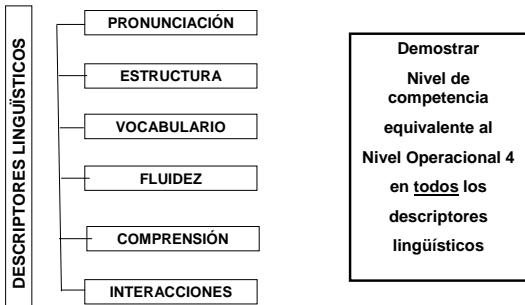 DESCRIPTORES LINGÜÍSTICOS
PRONUNCIACIÓN
ESTRUCTURA
VOCABULARIO
FLUIDEZ
COMPRENSIÓN
INTERACCIONES
Demostrar
Nivel de
competencia
equivalente al
Nivel Operacional 4
en todos los
descriptores
lingüísticos